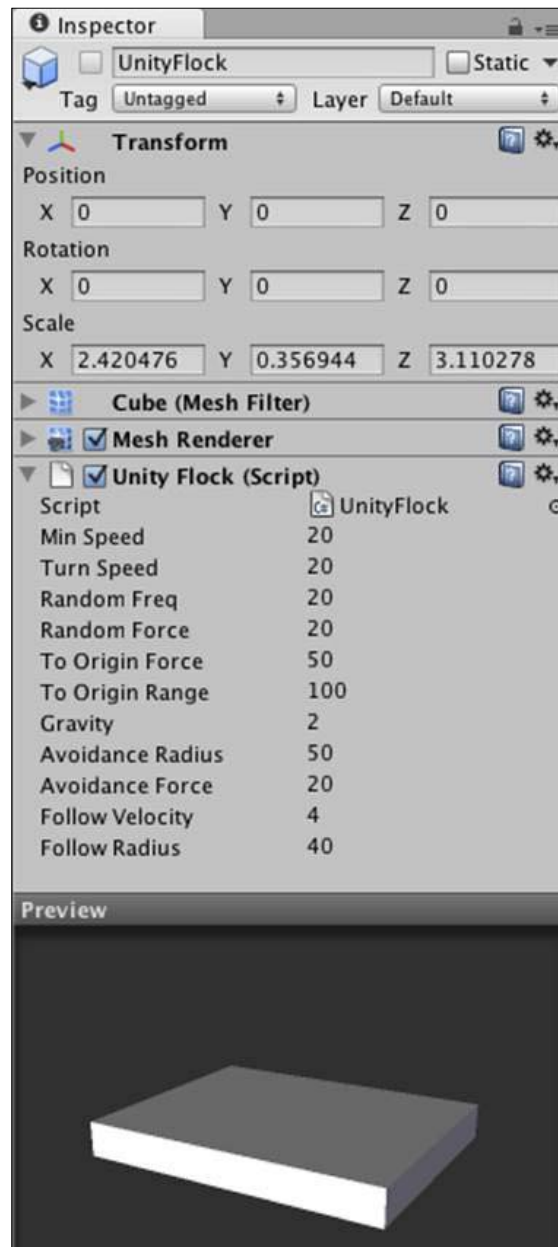 Inspector
UnityFlock Static
Tag Untagged Layer Default
Transform
Position
X 0 Y 0 Z 0
Rotation
X 0 Y 0 Z 0
Scale
X 2.420476 Y 0.356944 Z 3.110278
Cube (Mesh Filter)
Mesh Renderer
Unity Flock (Script)
Script C# UnityFlock
Min Speed 20
Turn Speed 20
Random Freq 20
Random Force 20
To Origin Force 50
To Origin Range 100
Gravity 2
Avoidance Radius 50
Avoidance Force 20
Follow Velocity 4
Follow Radius 40
Preview